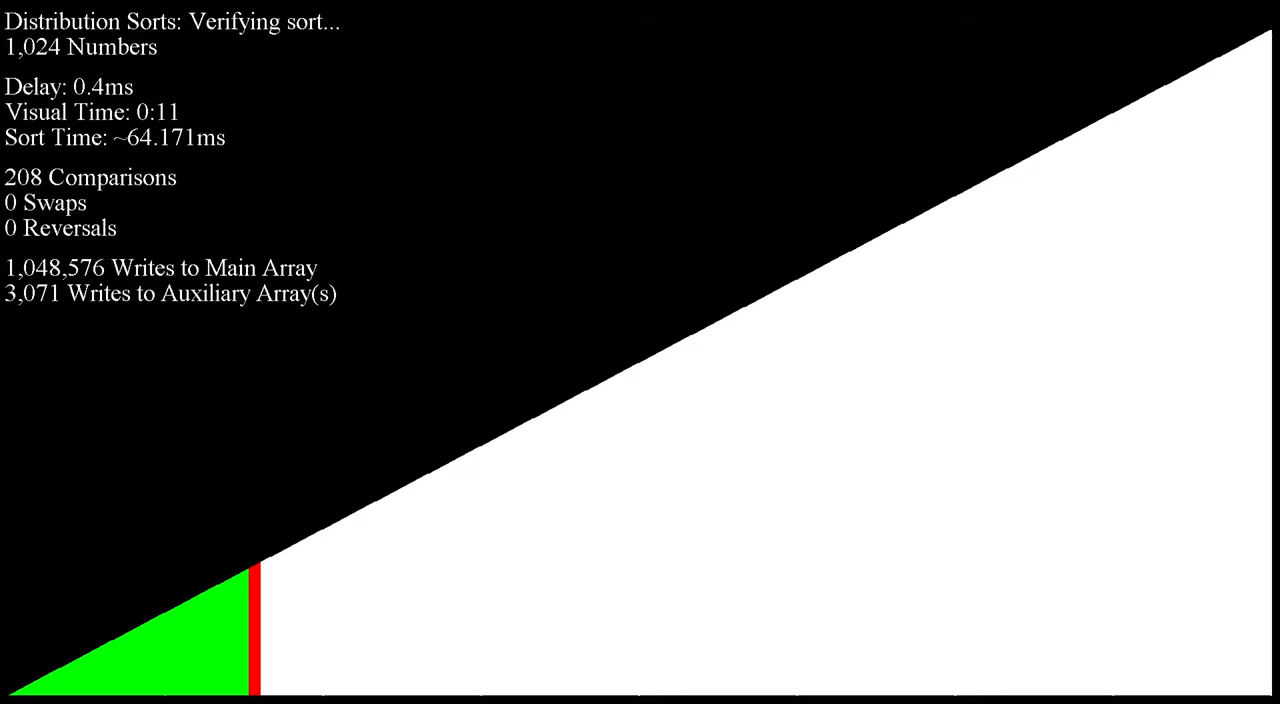 Distribution Sorts: Verifying sort...
1,024 Numbers
Delay: 0.4ms
Visual Time: 0:11
Sort Time: ~64.171ms
208 Comparisons
0 Swaps
0 Reversals
1,048,576 Writes to Main Array
3,071 Writes to Auxiliary Array(s)